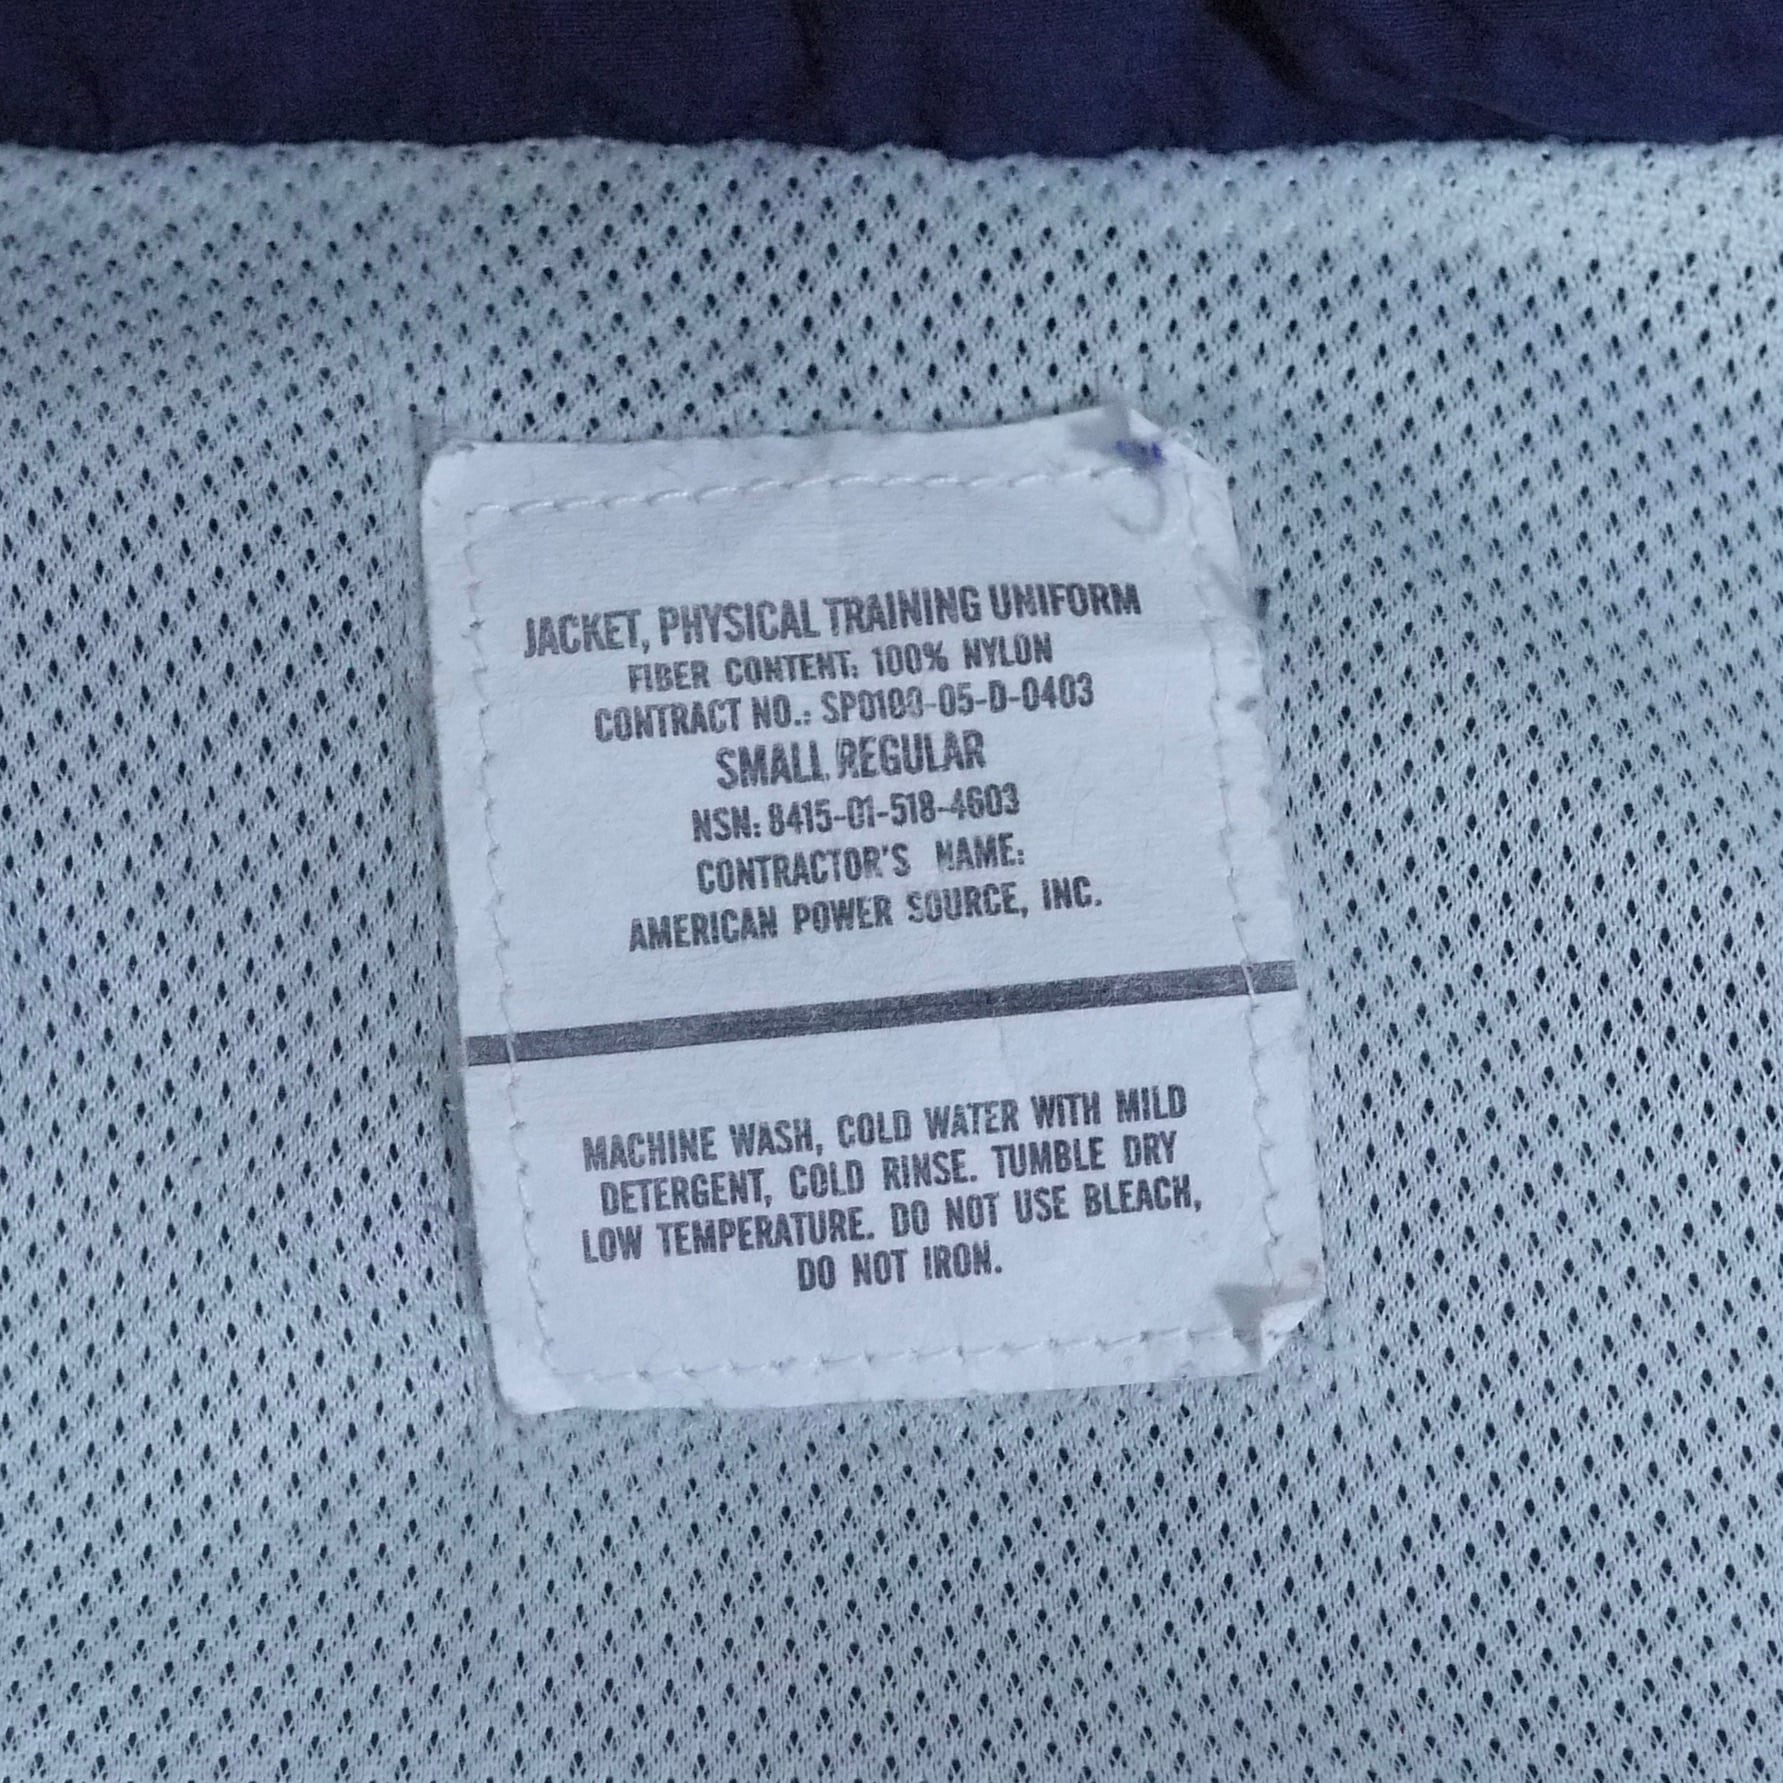 JACKET, PHYSICAL TRAINING UNIFORM
FIBER CONTENT: 100% NYLON
CONTRACT NO.: SP0100-05-D-0403
SMALL REGULAR
NSN: 8415-01-518-4603
CONTRACTOR'S NAME:
AMERICAN POWER SOURCE, INC.
MACHINE WASH, COLD WATER WITH MILD
DETERGENT, COLD RINSE. TUMBLE DRY
LOW TEMPERATURE. DO NOT USE BLEACH,
DO NOT IRON.